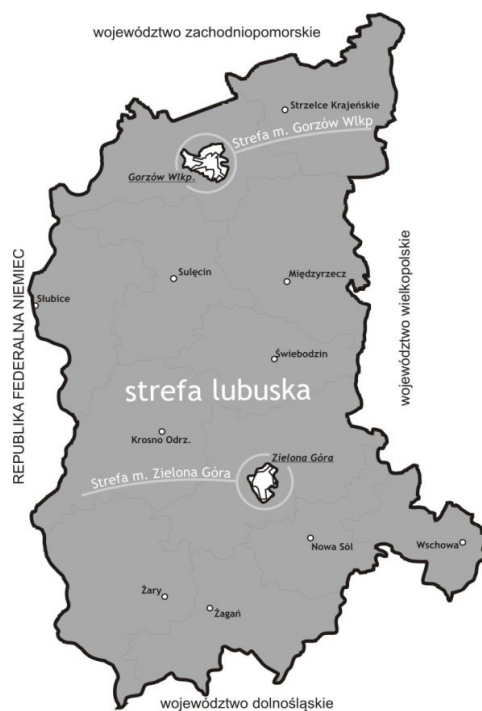 województwo zachodniopomorskie
Strzelce Krajeńskie
Strefa m. Gorzów Wlkp
Gorzów Wlkp.
REPUBLIKA FEDERALNA NIEMIEC
województwo wielkopolskie
Sulęcin
Międzyrzecz
Słubice
Świebodzin
strefa lubuska
Krosno Odrz.
Zielona Góra
Strefa m. Zielona Góra
Nowa Sól
Wschowa
Żary
Żagań
województwo dolnośląskie